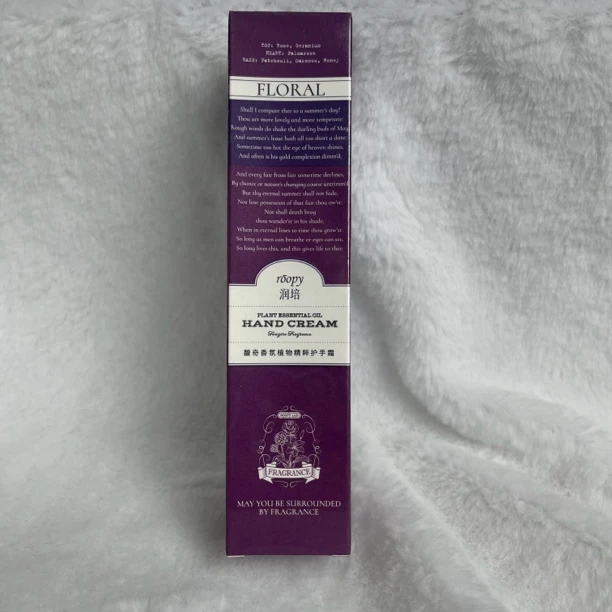 TOP: Rose, Geranium
HEART: Palmarosa
BASE: Patchouli, Oakmoss, Honey
FLORAL
Shall I compare thee to a summer's day?
Thou art more lovely and more temperate:
Rough winds do shake the darling buds of May,
And summer's lease hath all too short a date:
Sometime too hot the eye of heaven shines,
And often is his gold complexion dimm'd;
And every fair from fair sometime declines,
By chance or nature's changing course untrimm'd
But thy eternal summer shall not fade,
Nor lose possession of that fair thou ow'st;
Nor shall death brag
thou wander'st in his shade,
When in eternal lines to time thou grow'st:
So long as men can breathe or eyes can see,
So long lives this, and this gives life to thee.
rōopy
润培
PLANT ESSENTIAL OIL
HAND CREAM
Fragrance
馥奇香氛植物精粹护手霜
FRAGRANCE
MAY YOU BE SURROUNDED
BY FRAGRANCE